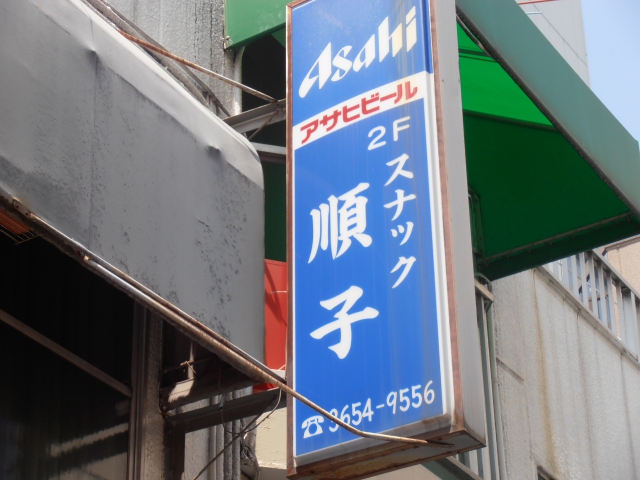 Asahi
アサヒビール
2F スナック
順子
☎3654-9556